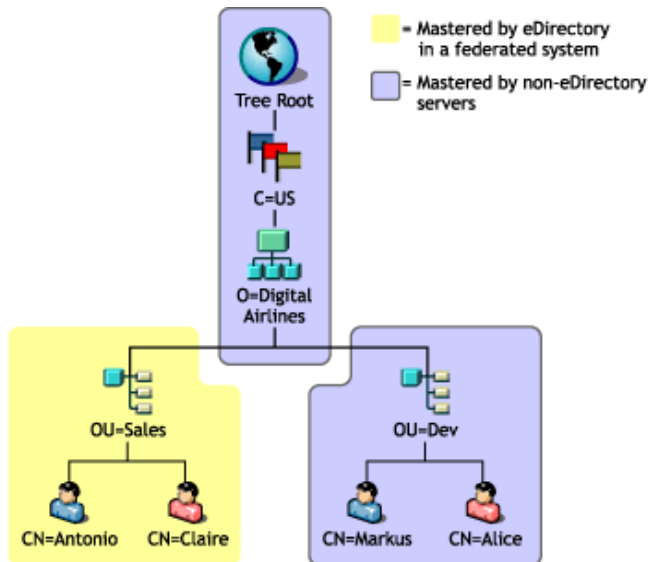 = Mastered by eDirectory
in a federated system
= Mastered by non-eDirectory
servers
Tree Root
C=US
O=Digital
Airlines
OU=Sales
OU=Dev
CN=Antonio
CN=Claire
CN=Markus
CN=Alice